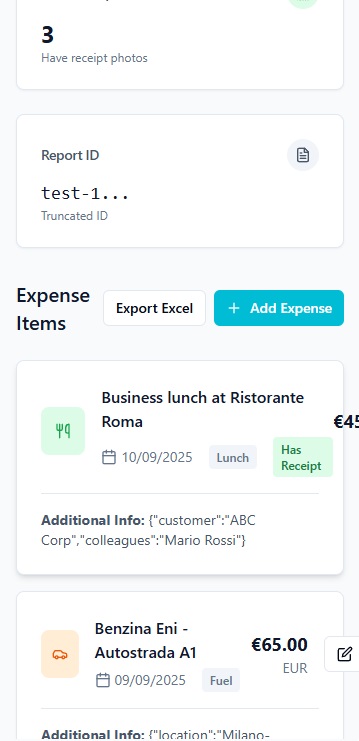 3
Have receipt photos
Report ID
test-1...
Truncated ID
Expense
Items
Export Excel
Add Expense
Business lunch at Ristorante
Roma
€45
10/09/2025
Lunch
Has
Receipt
Additional Info: {"customer":"ABC
Corp","colleagues":"Mario Rossi"}
Benzina Eni -
Autostrada A1
€65.00
EUR
09/09/2025
Fuel
Additional Info: {"location":"Milano-